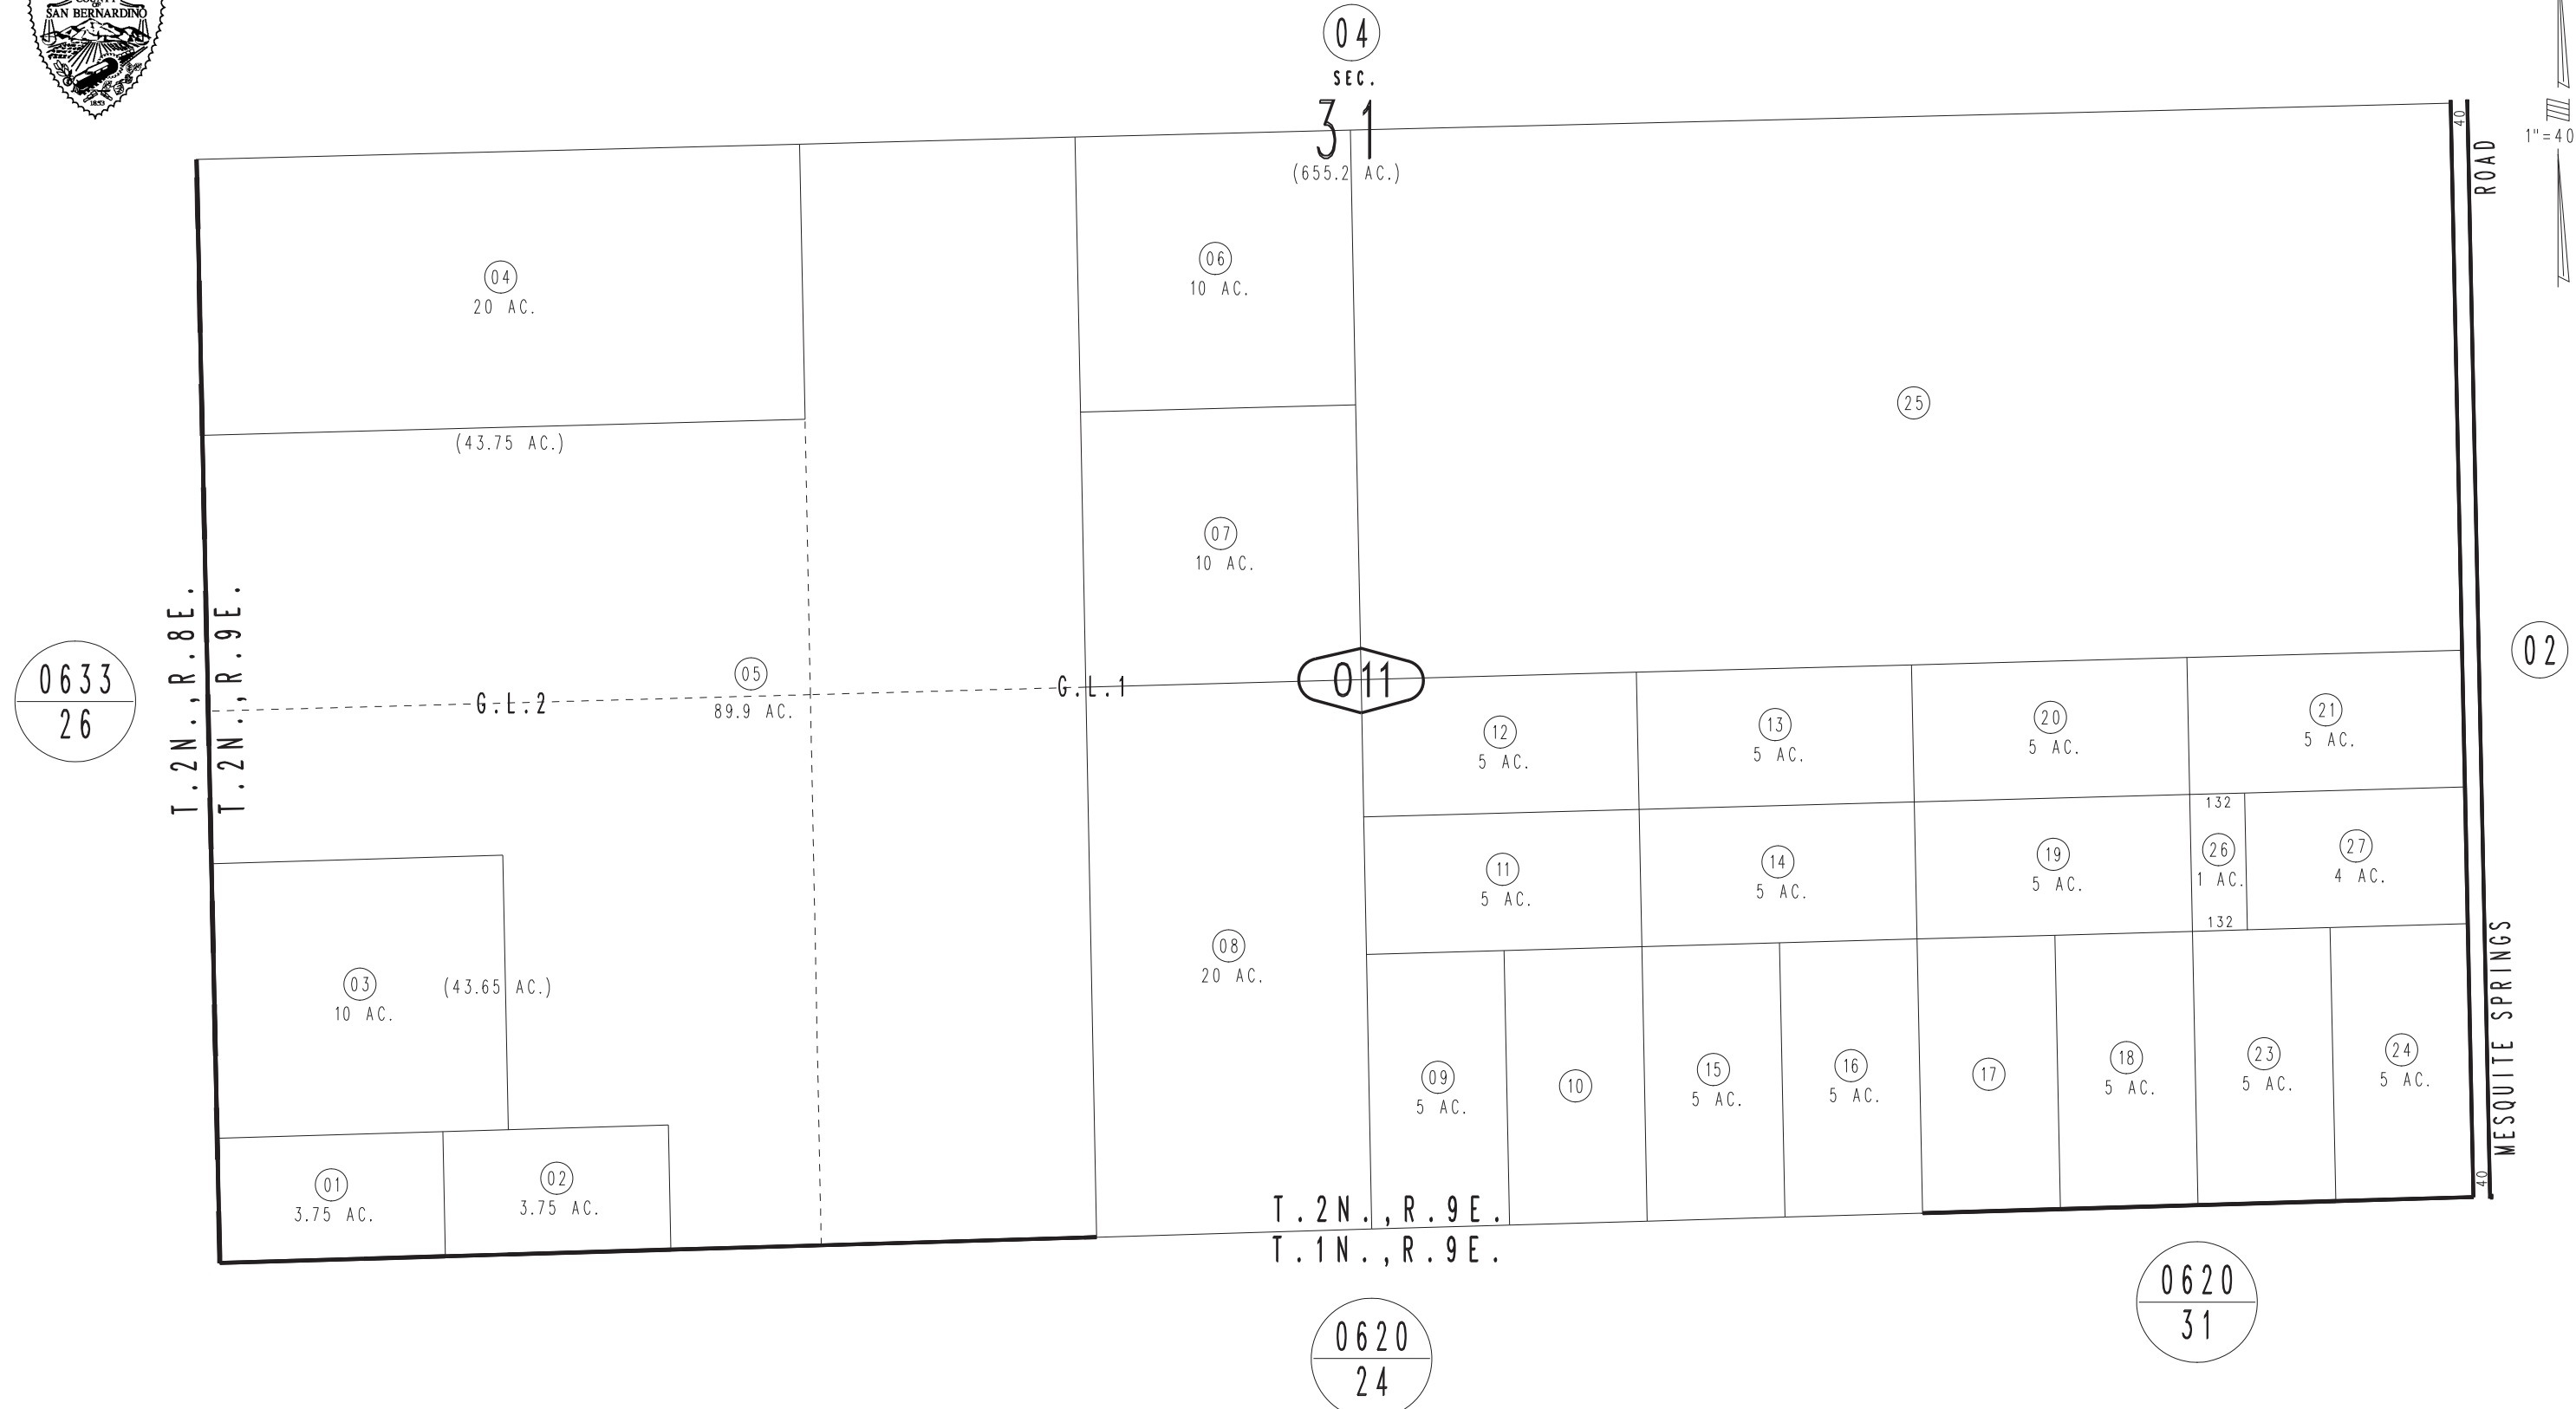 COUNTY
OF
SAN BERNARDINO
1853
04
SEC.
31
(655.2 AC.)
40
ROAD
1"=40
04
20 AC.
06
10 AC.
25
(43.75 AC.)
07
10 AC.
T.2N.,R.8E.
T.2N.,R.9E.
0633
26
05
89.9 AC.
G.L.2
G.L.1
011
02
12
5 AC.
13
5 AC.
20
5 AC.
21
5 AC.
132
11
5 AC.
14
5 AC.
19
5 AC.
26
1 AC.
27
4 AC.
132
03
10 AC.
(43.65 AC.)
08
20 AC.
09
5 AC.
10
15
5 AC.
16
5 AC.
17
18
5 AC.
23
5 AC.
24
5 AC.
MESQUITE SPRINGS
01
3.75 AC.
02
3.75 AC.
40
T.2N.,R.9E.
T.1N.,R.9E.
0620
24
0620
31